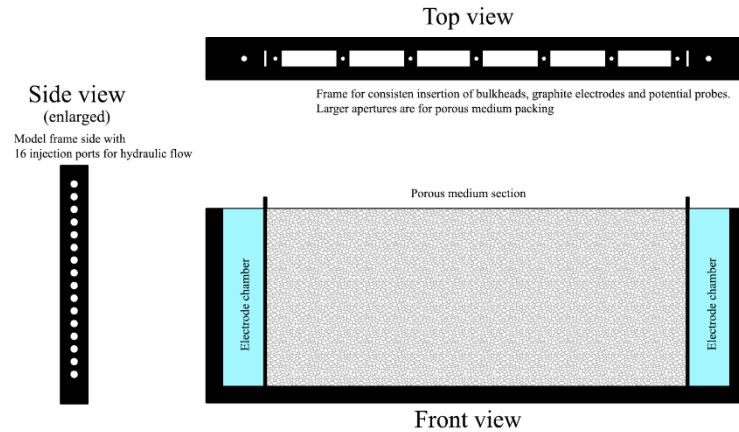 Top view
Frame for consisten insertion of bulkheads, graphite electrodes and potential probes.
Larger apertures are for porous medium packing
Side view
(enlarged)
Model frame side with
16 injection ports for hydraulic flow
Porous medium section
Electrode chamber
Electrode chamber
Front view